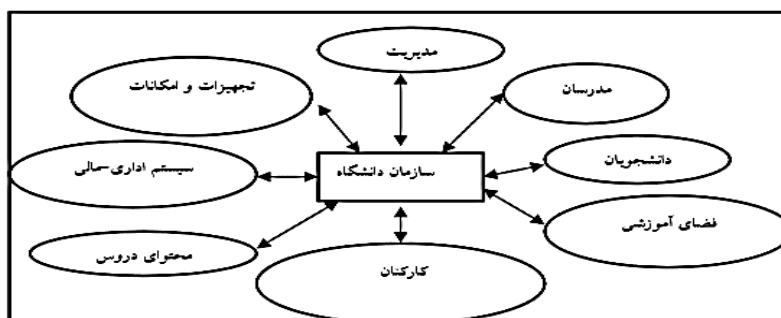 مدیریت
تجهیزات و امکانات
مدرسان
سازمان دانشگاه
دانشجویان
سیستم اداری-مالی
فضای آموزشی
محتوای دروس
کارکنان